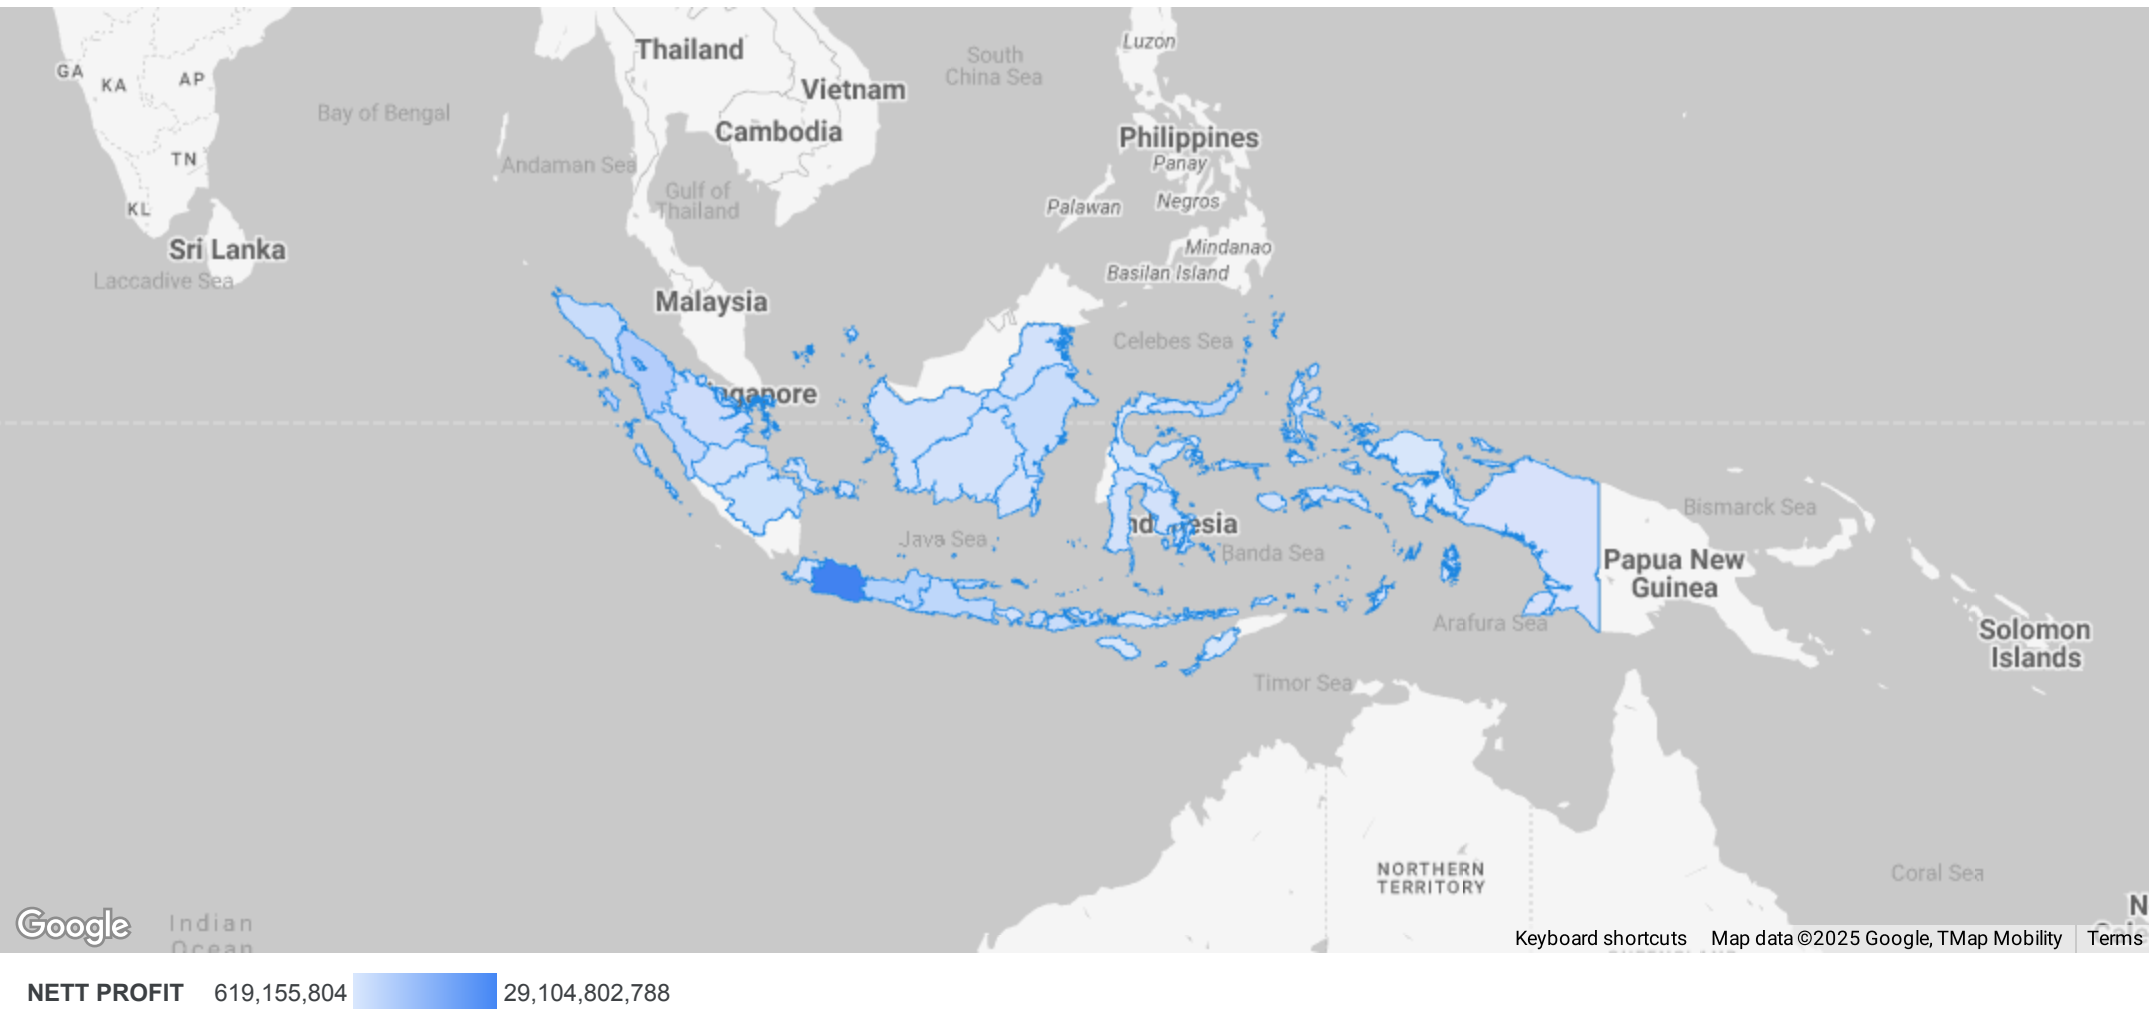 Thailand
South
China Sea
Luzon
GA
KA
AP
Vietnam
Bay of Bengal
Cambodia
Philippines
TN
Andaman Sea
Panay
Gulf of
Thailand
Palawan
Negros
KL
Sri Lanka
Mindanao
Basilan Island
Laccadive Sea
Malaysia
Celebes Sea
ngapore
Bismarck Sea
nd esia
Java Sea
Banda Sea
Papua New
Guinea
Arafura Sea
Solomon
Islands
Timor Sea
NORTHERN
TERRITORY
Coral Sea
N
Google
Indian
Ocean
Keyboard shortcuts
Map data ©2025 Google, TMap Mobility
Terms
NETT PROFIT 619,155,804 29,104,802,788